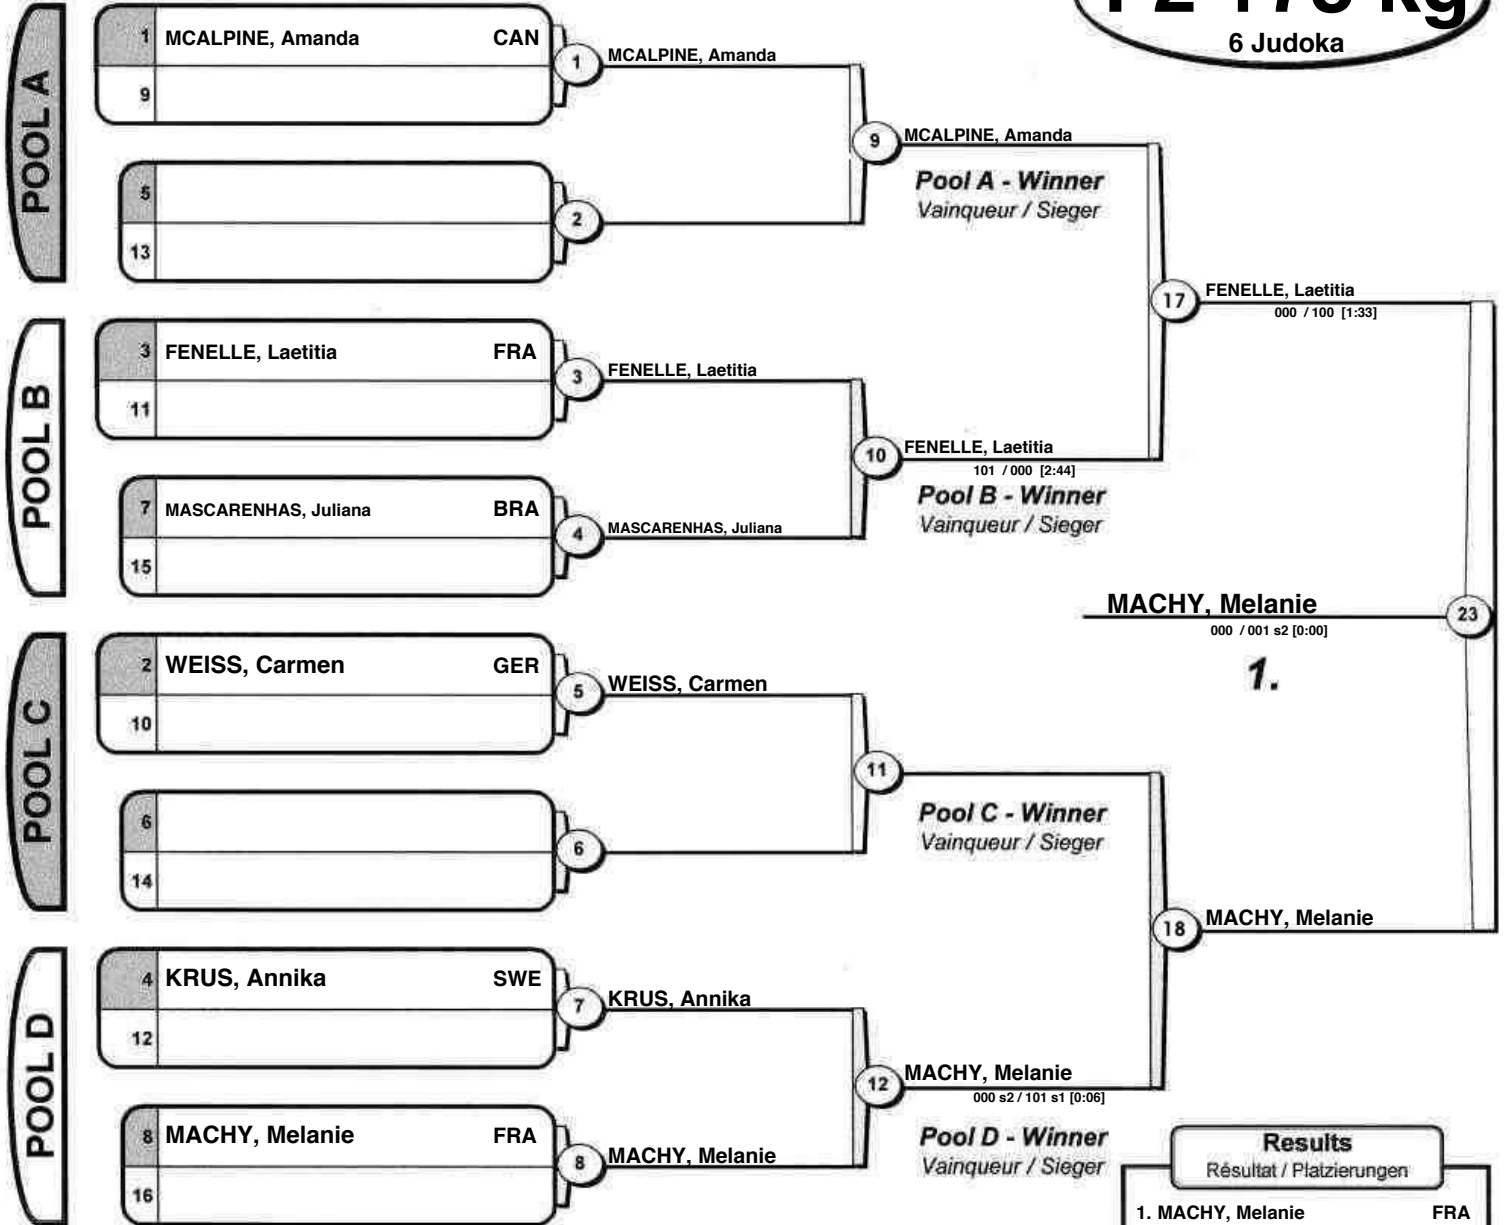 6 Judoka
POOL A
1 MCALPINE, Amanda CAN
9
1
MCALPINE, Amanda
5
13
2
9
MCALPINE, Amanda
Pool A - Winner
Vainqueur / Sieger
POOL B
3 FENELLE, Laetitia FRA
11
3
FENELLE, Laetitia
7 MASCARENHAS, Juliana BRA
15
4
MASCARENHAS, Juliana
10
FENELLE, Laetitia
101 / 000 [2:44]
Pool B - Winner
Vainqueur / Sieger
17
FENELLE, Laetitia
000 / 100 [1:33]
MACHY, Melanie
000 / 001 s2 [0:00]
1.
23
POOL C
2 WEISS, Carmen GER
10
5
WEISS, Carmen
6
14
6
11
Pool C - Winner
Vainqueur / Sieger
POOL D
4 KRUS, Annika SWE
12
7
KRUS, Annika
8 MACHY, Melanie FRA
16
8
MACHY, Melanie
12
MACHY, Melanie
000 s2 / 101 s1 [0:06]
Pool D - Winner
Vainqueur / Sieger
18
MACHY, Melanie
Results
Résultat / Platzierungen
1. MACHY, Melanie FRA